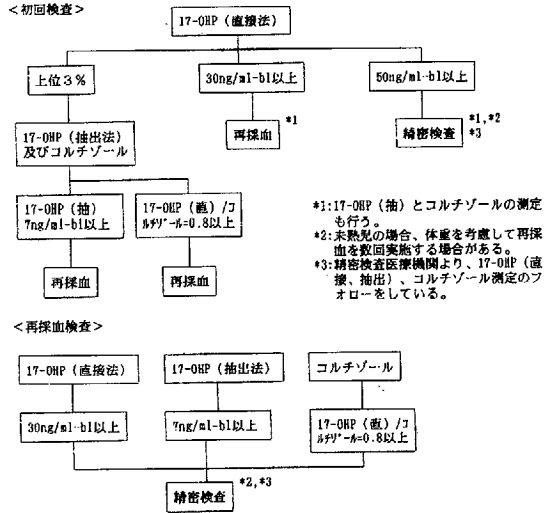 <初回検査>
17-OHP(直接法)
上位3%
30ng/ml-bl以上
50ng/ml-bl以上
再採血
*1
精密検査
*1,*2
*3
17-OHP(抽出法)
及びコルチゾール
17-OHP(抽)
7ng/ml-bl以上
17-OHP(直)/コ
ルチゾール=0.8以上
再採血
再採血
*1:17-OHP(抽)とコルチゾールの測定
も行う。
*2:未熟児の場合、体重を考慮して再採
血を数回実施する場合がある。
*3:精密検査医療機関より、17-OHP(直
接、抽出)、コルチゾール測定のフ
ォローをしている。
<再採血検査>
17-OHP(直接法)
17-OHP(抽出法)
コルチゾール
30ng/ml-bl以上
7ng/ml-bl以上
17-OHP(直)/コ
ルチゾール=0.8以上
精密検査
*2,*3